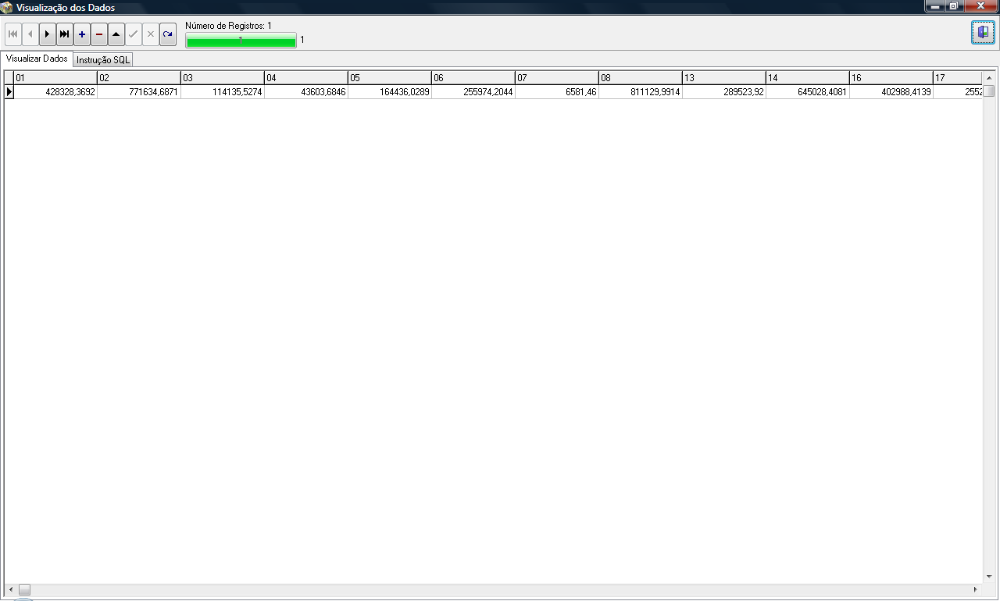 Visualização dos Dados
Número de Registros: 1
1 1
Visualizar Dados Instrução SQL
01 02 03 04 05 06 07 08 13 14 16 17
428328,3692 771634,6871 114135,5274 43603,6846 164436,0289 255974,2044 6581,46 811129,9914 289523,92 645028,4081 402988,4139 2552